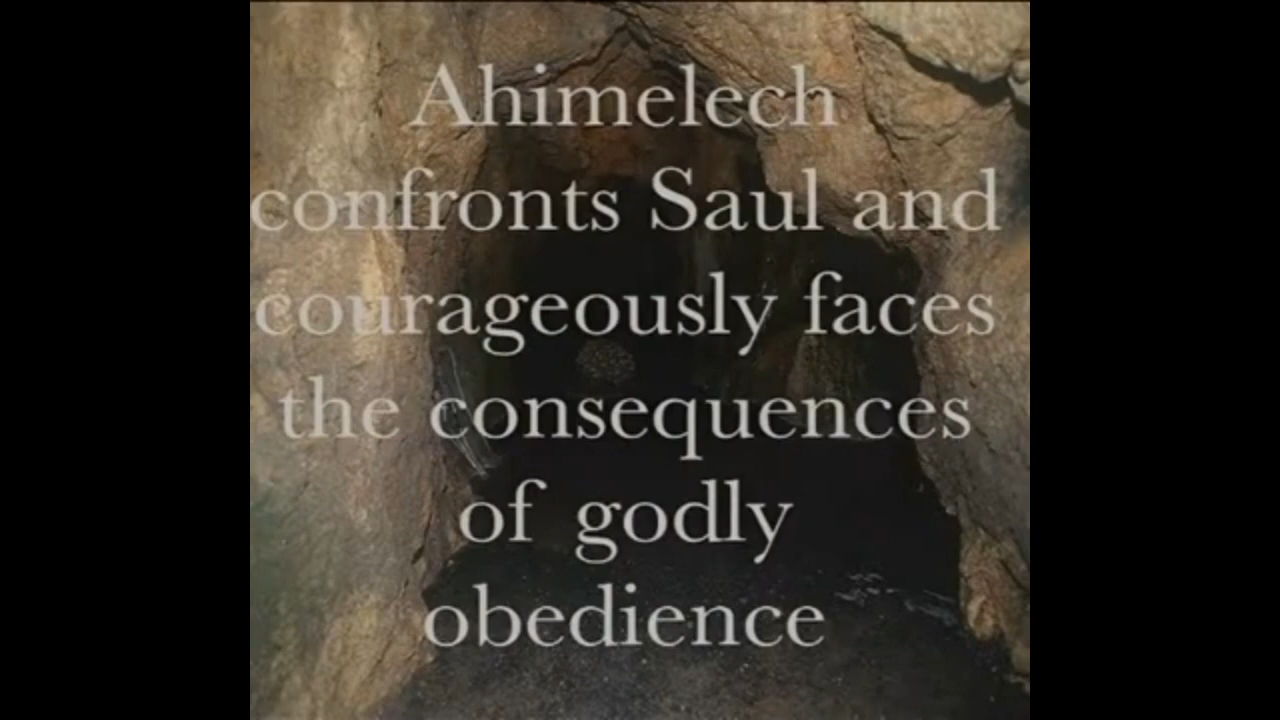 Ahimelech
confronts Saul and
courageously faces
the consequences
of godly
obedience